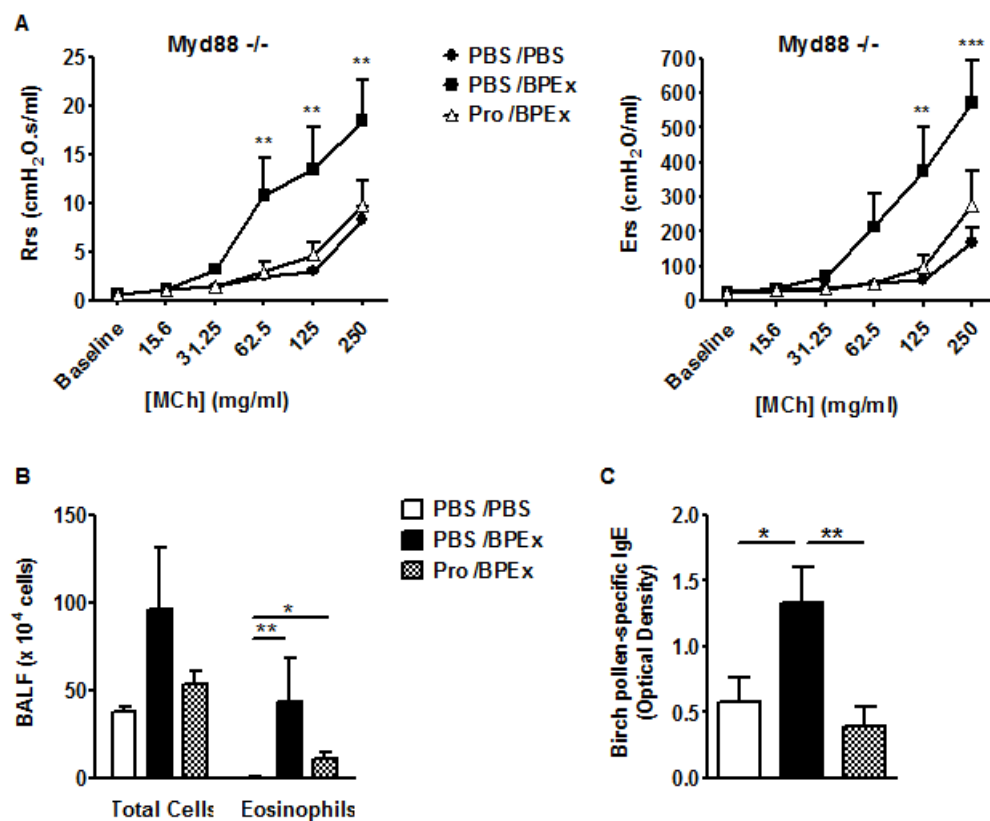 A
Myd88 -/-
Rrs (cmH₂O.s/ml)
25
20
15
10
5
0
**
**
**
Baseline
15.6
31.25
62.5
125
250
[MCh] (mg/ml)
PBS /PBS
PBS /BPEx
Pro /BPEx
Myd88 -/-
Ers (cmH₂O/ml)
700
600
500
400
300
200
100
0
**
***
Baseline
15.6
31.25
62.5
125
250
[MCh] (mg/ml)
B
BALF (x 10⁴ cells)
150
100
50
0
*
**
Total Cells
Eosinophils
PBS /PBS
PBS /BPEx
Pro /BPEx
C
Birch pollen-specific IgE
(Optical Density)
2.0
1.5
1.0
0.5
0.0
*
**